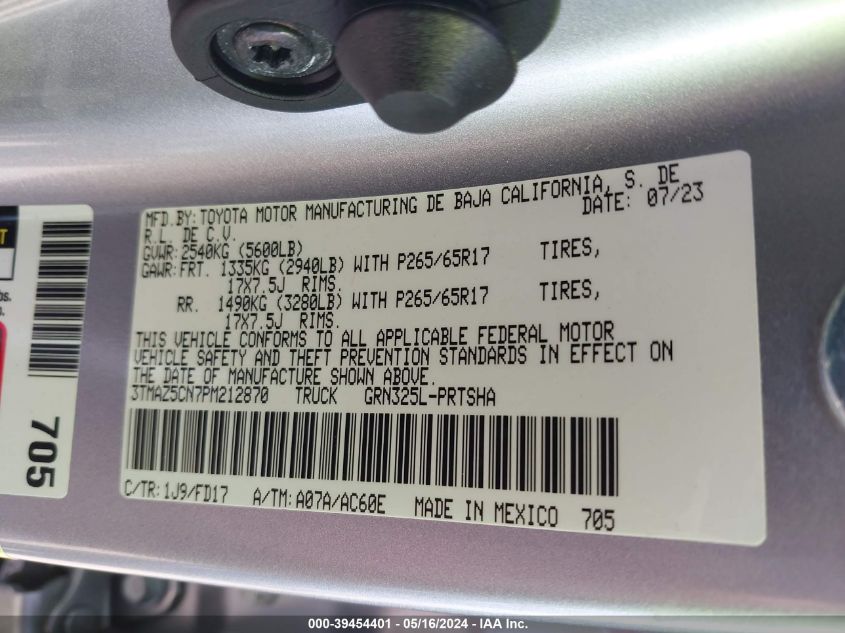 MFD.BY: TOYOTA MOTOR MANUFACTURING DE BAJA CALIFORNIA, S. DE
R.L. DE C.V. DATE: 07/23
GVWR: 2540KG (5600LB)
GAWR: FRT. 1335KG (2940LB) WITH P265/65R17 TIRES,
17X7.5J RIMS.
RR. 1490KG (3280LB) WITH P265/65R17 TIRES,
17X7.5J RIMS.
THIS VEHICLE CONFORMS TO ALL APPLICABLE FEDERAL MOTOR
VEHICLE SAFETY AND THEFT PREVENTION STANDARDS IN EFFECT ON
THE DATE OF MANUFACTURE SHOWN ABOVE.
3TMAZ5CN7PM212870 TRUCK GRN325L-PRTSHA
C/TR: 1J9/FD17 A/TM: A07A/AC60E MADE IN MEXICO 705
705
000-39454401 - 05/16/2024 - IAA Inc.